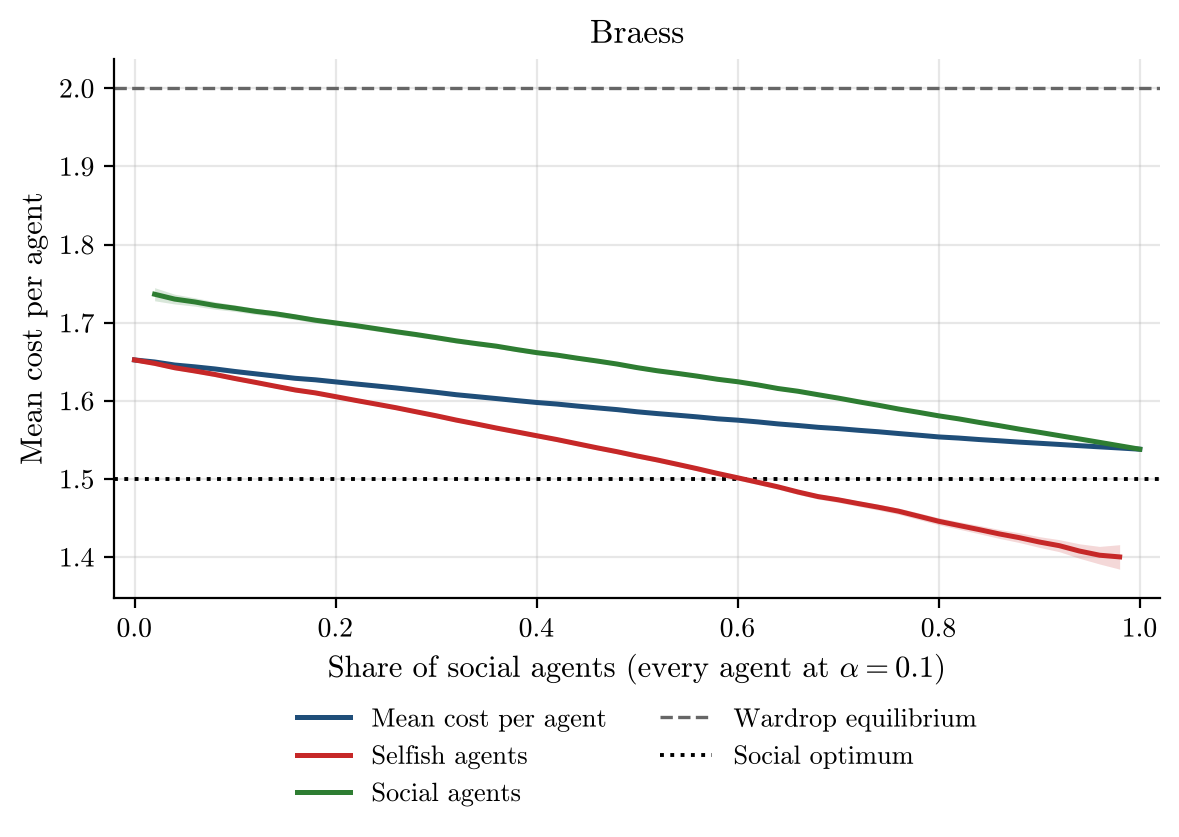 Braess
Mean cost per agent
2.0
1.9
1.8
1.7
1.6
1.5
1.4
0.0 0.2 0.4 0.6 0.8 1.0
Share of social agents (every agent at α = 0.1)
Mean cost per agent
Selfish agents
Social agents
Wardrop equilibrium
Social optimum